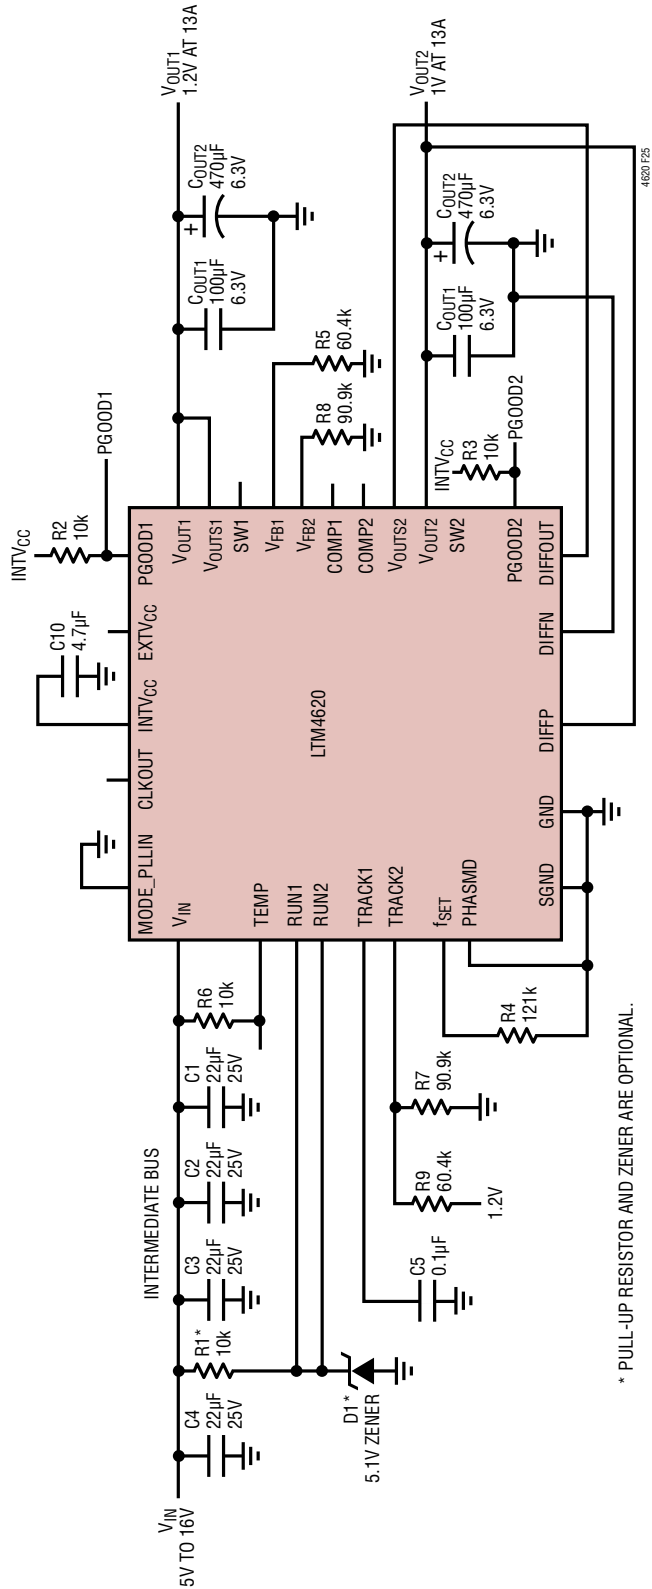 INTERMEDIATE BUS
VIN
5V TO 16V
C4
22µF
25V
R1*
10k
C3
22µF
25V
C2
22µF
25V
C1
22µF
25V
R6
10k
D1*
5.1V ZENER
C5
0.1µF
R9
60.4k
1.2V
R7
90.9k
R4
121k
MODE_PLLIN
CLKOUT
INTVCC
EXTVCC
PGOOD1
C10
4.7µF
INTVCC
R2
10k
PGOOD1
VIN
TEMP
RUN1
RUN2
TRACK1
TRACK2
fSET
PHASMD
LTM4620
VOUT1
VOUTS1
SW1
VFB1
VFB2
COMP1
COMP2
VOUTS2
VOUT2
SW2
PGOOD2
SGND
GND
DIFFP
DIFFN
DIFFOUT
COUT1
100µF
6.3V
COUT2
470µF
6.3V
+
VOUT1
1.2V AT 13A
R5
60.4k
R8
90.9k
INTVCC
R3
10k
PGOOD2
COUT1
100µF
6.3V
COUT2
470µF
6.3V
+
VOUT2
1V AT 13A
4620 F25
* PULL-UP RESISTOR AND ZENER ARE OPTIONAL.